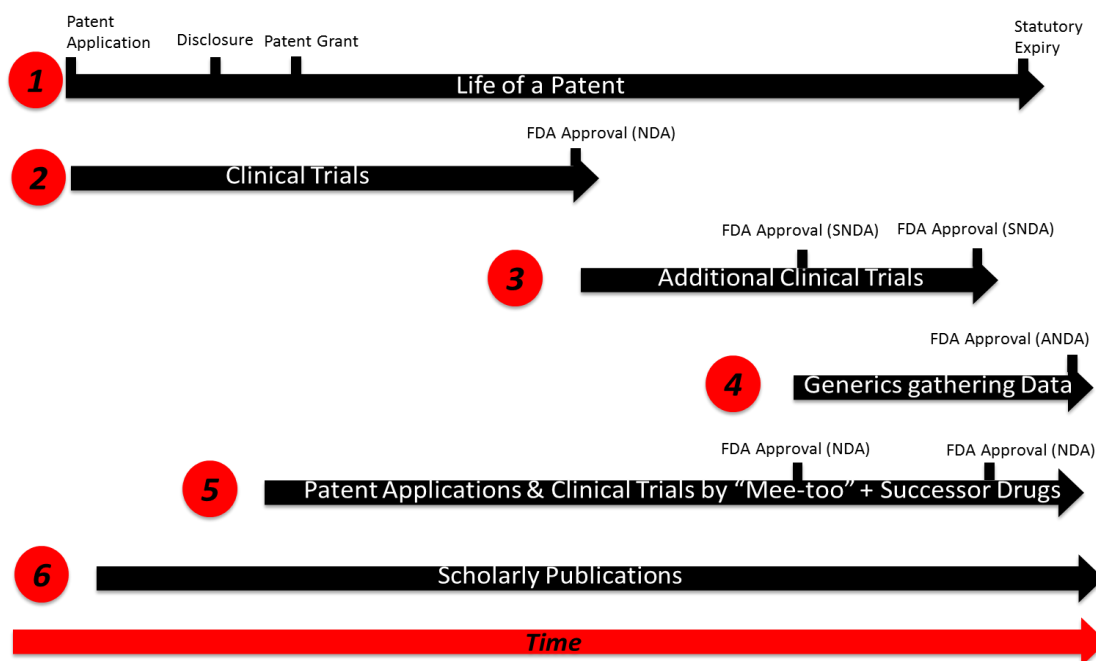 Patent
Application
Disclosure
Patent Grant
Statutory
Expiry
1
Life of a Patent
FDA Approval (NDA)
2
Clinical Trials
FDA Approval (SNDA)
FDA Approval (SNDA)
3
Additional Clinical Trials
FDA Approval (ANDA)
4
Generics gathering Data
FDA Approval (NDA)
FDA Approval (NDA)
5
Patent Applications & Clinical Trials by “Mee-too” + Successor Drugs
6
Scholarly Publications
Time